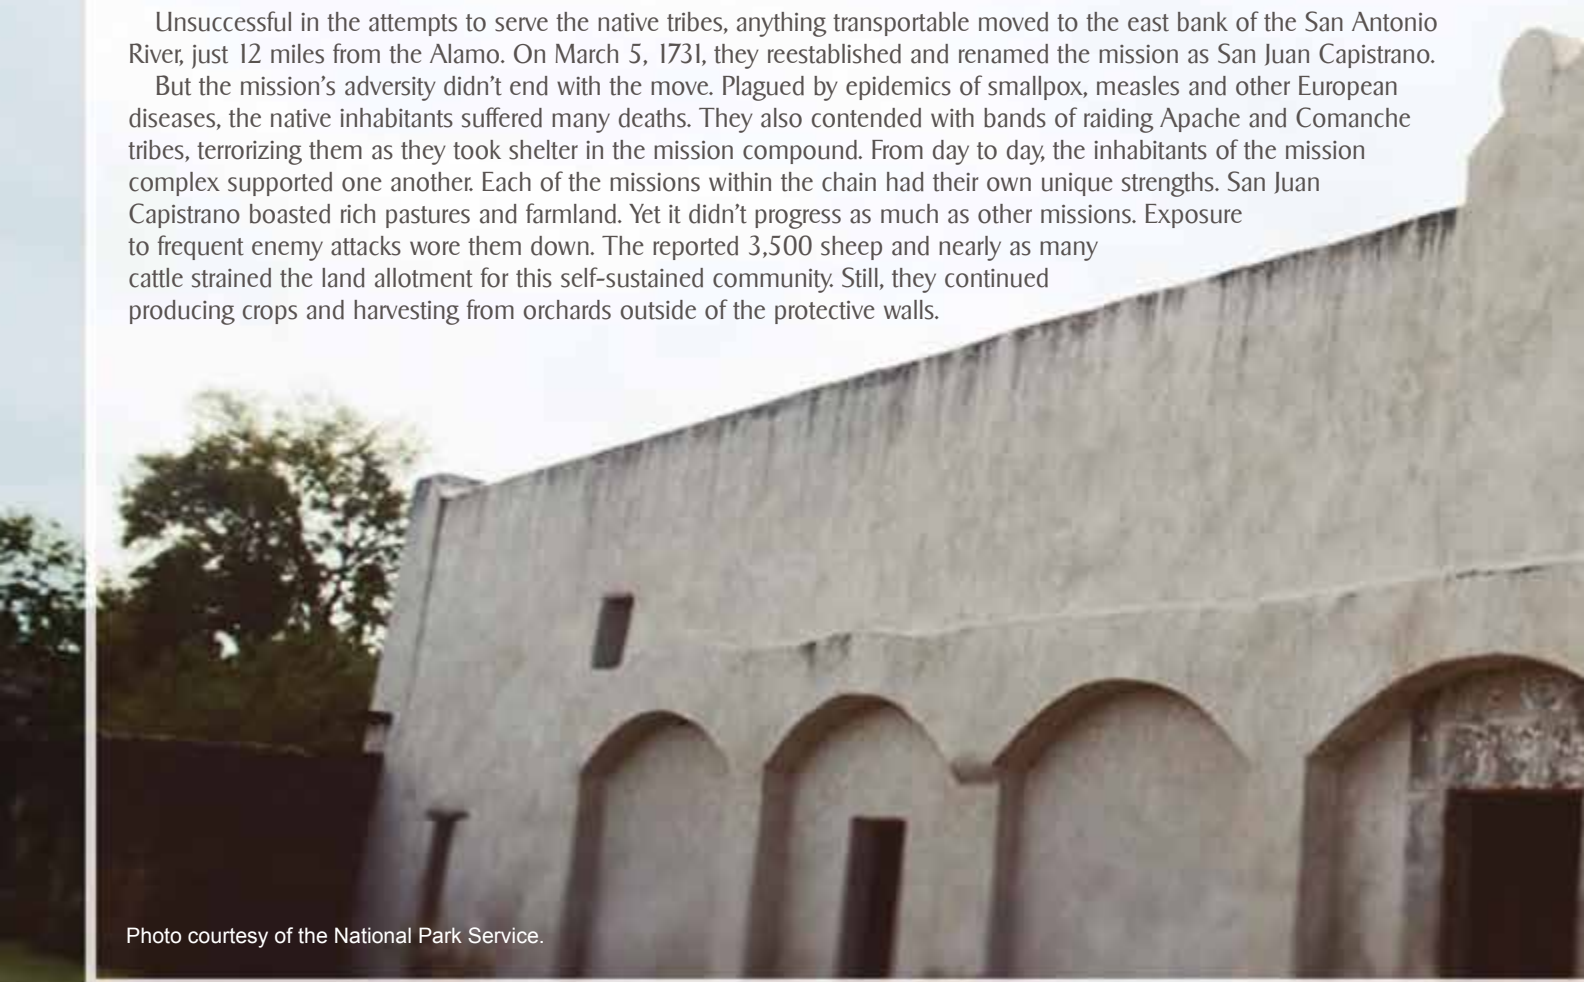 Unsuccessful in the attempts to serve the native tribes, anything transportable moved to the east bank of the San Antonio
River, just 12 miles from the Alamo. On March 5, 1731, they reestablished and renamed the mission as San Juan Capistrano.
But the mission's adversity didn't end with the move. Plagued by epidemics of smallpox, measles and other European
diseases, the native inhabitants suffered many deaths. They also contended with bands of raiding Apache and Comanche
tribes, terrorizing them as they took shelter in the mission compound. From day to day, the inhabitants of the mission
complex supported one another. Each of the missions within the chain had their own unique strengths. San Juan
Capistrano boasted rich pastures and farmland. Yet it didn't progress as much as other missions. Exposure
to frequent enemy attacks wore them down. The reported 3,500 sheep and nearly as many
cattle strained the land allotment for this self-sustained community. Still, they continued
producing crops and harvesting from orchards outside of the protective walls.
Photo courtesy of the National Park Service.